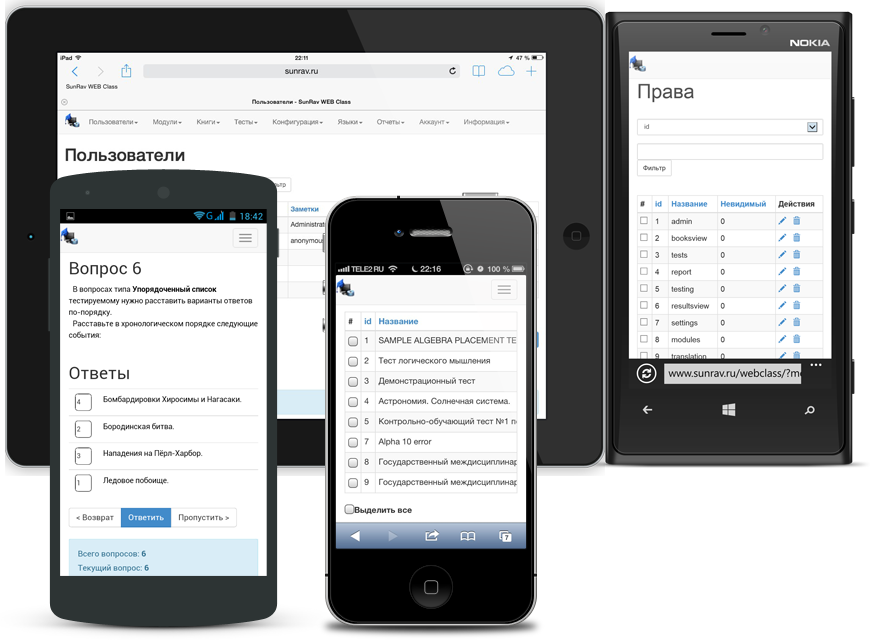 iPad
22:11
47 %
sunrav.ru
SunRav WEB Class
Пользователи - SunRav WEB Class
Пользователи
Модули
Книги
Тесты
Конфигурация
Языки
Отчеты
Аккаунт
Информация
Пользователи
Заметки
NOKIA
Права
id
Фильтр
# id Название Невидимый Действия
1 admin 0
2 booksview 0
3 tests 0
4 report 0
5 testing 0
6 resultsview 0
7 settings 0
8 modules 0
9 translation 0
www.sunrav.ru/webclass/?m
G 18:42
Вопрос 6
В вопросах типа Упорядоченный список
тестируемому нужно расставить варианты ответов
по-порядку.
Расставьте в хронологическом порядке следующие
события:
Ответы
4 Бомбардировки Хиросимы и Нагасаки.
2 Бородинская битва.
3 Нападения на Пёрл-Харбор.
1 Ледовое побоище.
< Возврат Ответить Пропустить >
Всего вопросов: 6
Текущий вопрос: 6
TELE2 RU 22:16 100 %
# id Название
1 SAMPLE ALGEBRA PLACEMENT TE
2 Тест логического мышления
3 Демонстрационный тест
4 Астрономия. Солнечная система.
5 Контрольно-обучающий тест №1 п
7 Alpha 10 error
8 Государственный междисциплинар
9 Государственный междисциплинар
Выделить все
7